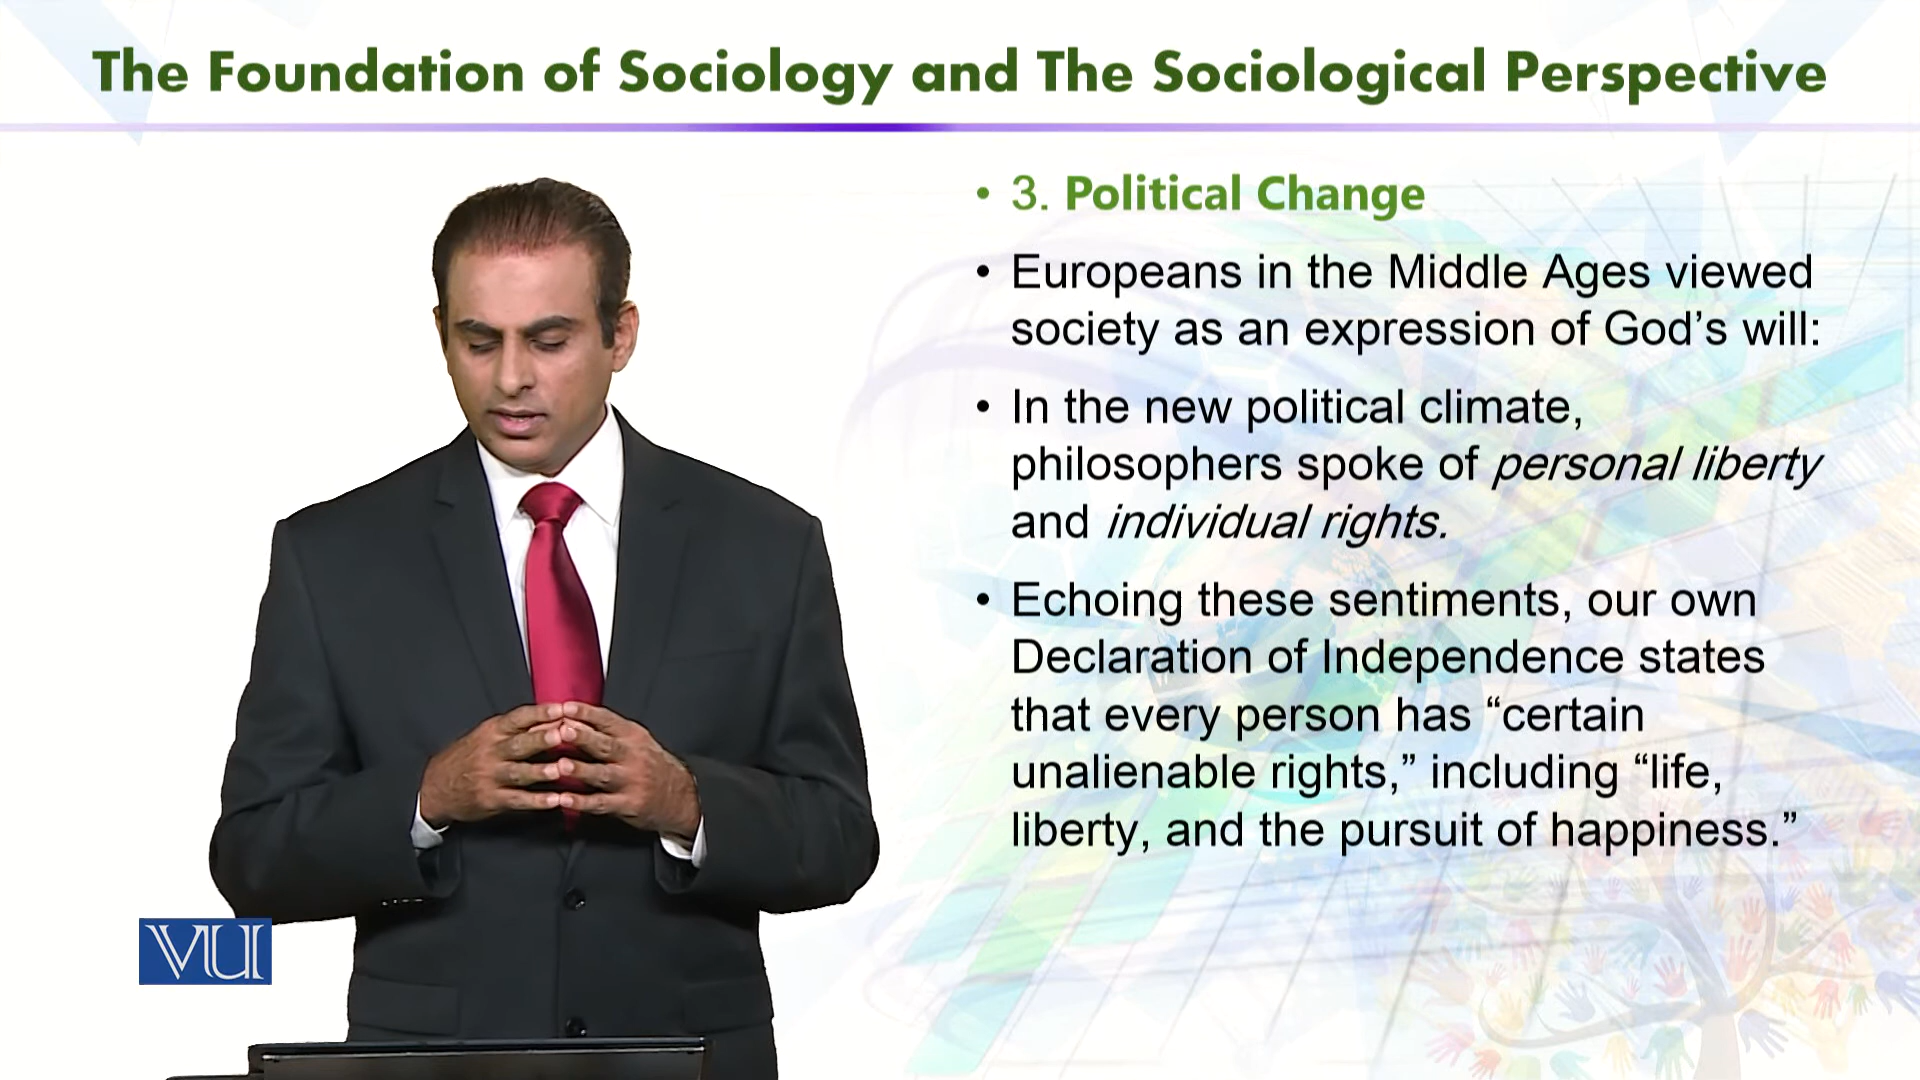 The Foundation of Sociology and The Sociological Perspective
• 3. Political Change
• Europeans in the Middle Ages viewed
society as an expression of God’s will:
• In the new political climate,
philosophers spoke of personal liberty
and individual rights.
• Echoing these sentiments, our own
Declaration of Independence states
that every person has “certain
unalienable rights,” including “life,
liberty, and the pursuit of happiness.”
VU